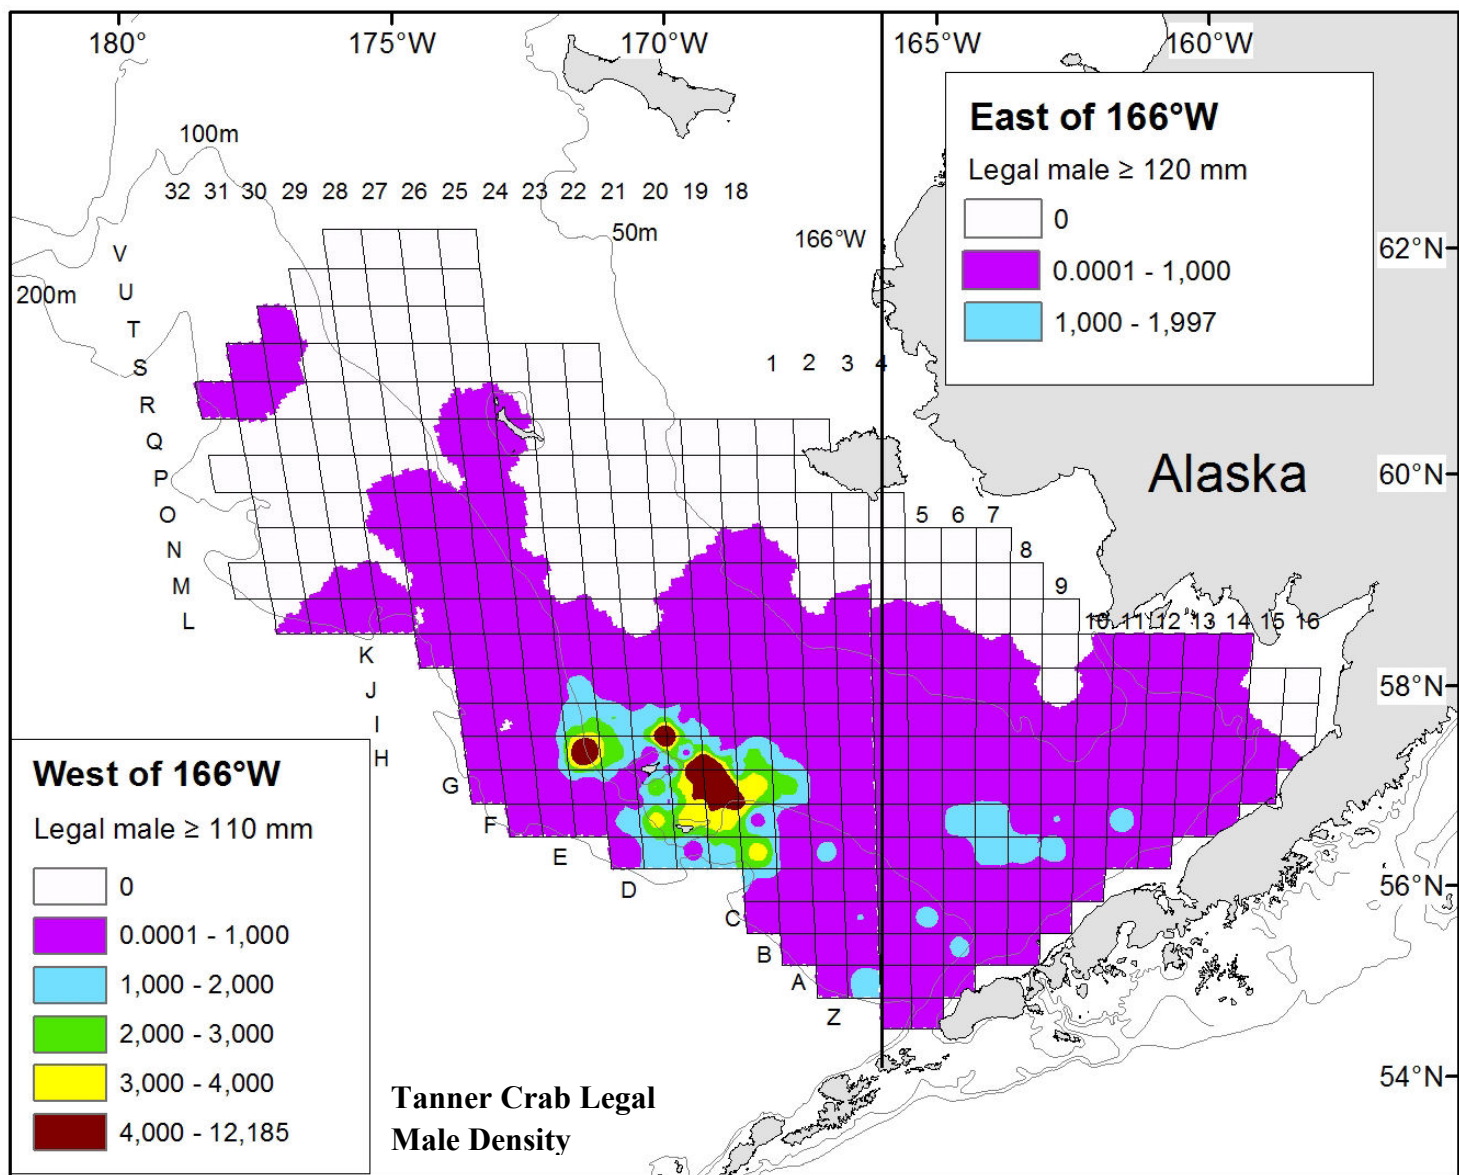 180° 175°W 170°W 165°W 160°W
East of 166°W
Legal male ≥ 120 mm
0
0.0001 - 1,000
1,000 - 1,997
100m
32 31 30 29 28 27 26 25 24 23 22 21 20 19 18
50m
166°W
62°N
V
U
200m
T
S
R
Q
P
O
N
M
L
1 2 3 4
60°N
Alaska
5 6 7
8
9
10 11 12 13 14 15 16
K
J
I
H
G
F
E
D
C
B
A
Z
58°N
56°N
54°N
West of 166°W
Legal male ≥ 110 mm
0
0.0001 - 1,000
1,000 - 2,000
2,000 - 3,000
3,000 - 4,000
4,000 - 12,185
Tanner Crab Legal
Male Density